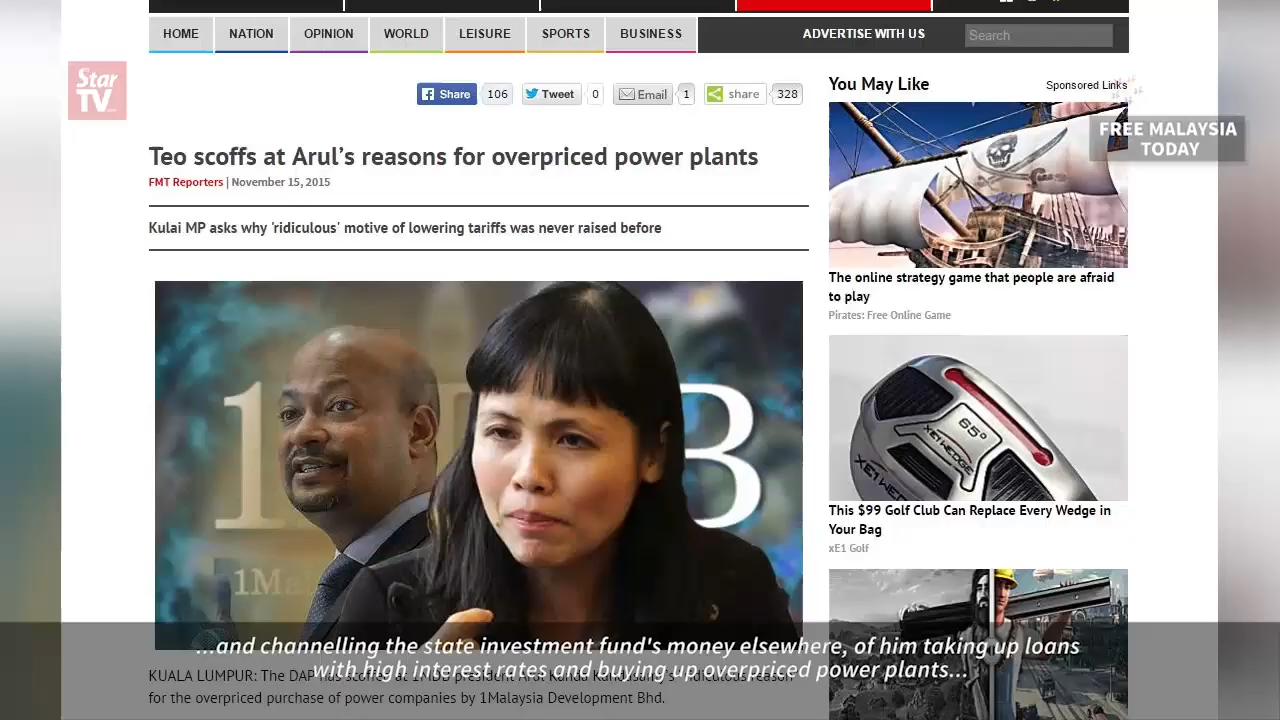 HOME
NATION
OPINION
WORLD
LEISURE
SPORTS
BUSINESS
ADVERTISE WITH US
Search
Star
TV
Share 106
Tweet 0
Email 1
share 328
You May Like
Sponsored Links
FREE MALAYSIA
TODAY
Teo scoffs at Arul's reasons for overpriced power plants
FMT Reporters | November 15, 2015
Kulai MP asks why 'ridiculous' motive of lowering tariffs was never raised before
The online strategy game that people are afraid
to play
Pirates: Free Online Game
1
B
1Ma
65°
XE1 WEDGE
This $99 Golf Club Can Replace Every Wedge in
Your Bag
xE1 Golf
...and channelling the state investment fund's money elsewhere, of him taking up loans
with high interest rates and buying up overpriced power plants...
KUALA LUMPUR: The DAP
for the overpriced purchase of power companies by 1Malaysia Development Bhd.